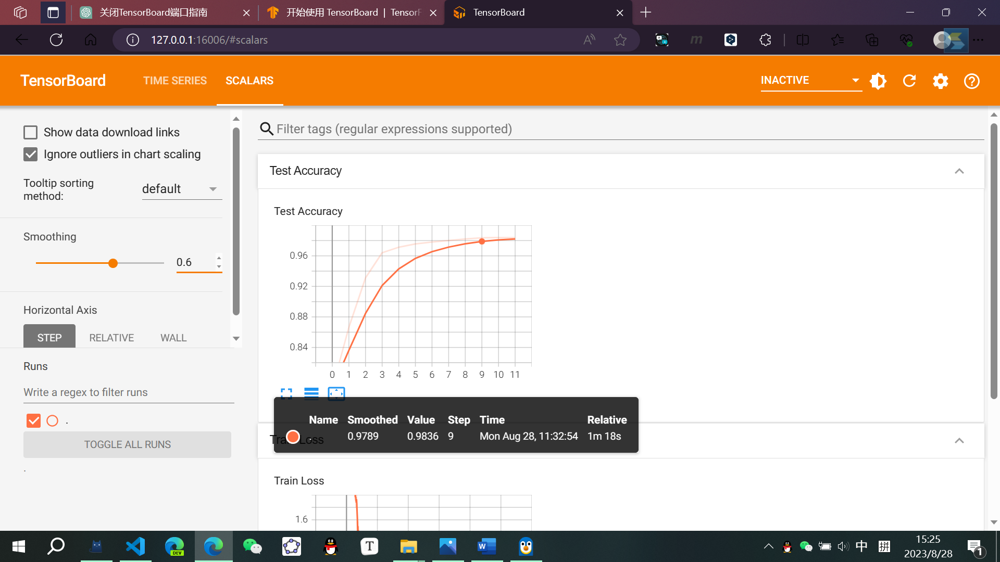 关闭TensorBoard端口指南
开始使用 TensorBoard | TensorF
TensorBoard
127.0.0.1:16006/#scalars
TensorBoard
TIME SERIES
SCALARS
INACTIVE
Show data download links
Ignore outliers in chart scaling
Tooltip sorting
method:
default
Smoothing
0.6
Horizontal Axis
STEP
RELATIVE
WALL
Runs
Write a regex to filter runs
.
TOGGLE ALL RUNS
.
Filter tags (regular expressions supported)
Test Accuracy
Test Accuracy
0.96
0.92
0.88
0.84
0 1 2 3 4 5 6 7 8 9 10 11
Name Smoothed Value Step Time Relative
. 0.9789 0.9836 9 Mon Aug 28, 11:32:54 1m 18s
Train Loss
Train Loss
1.6
DEV
T
W
中
拼
15:25
2023/8/28
1